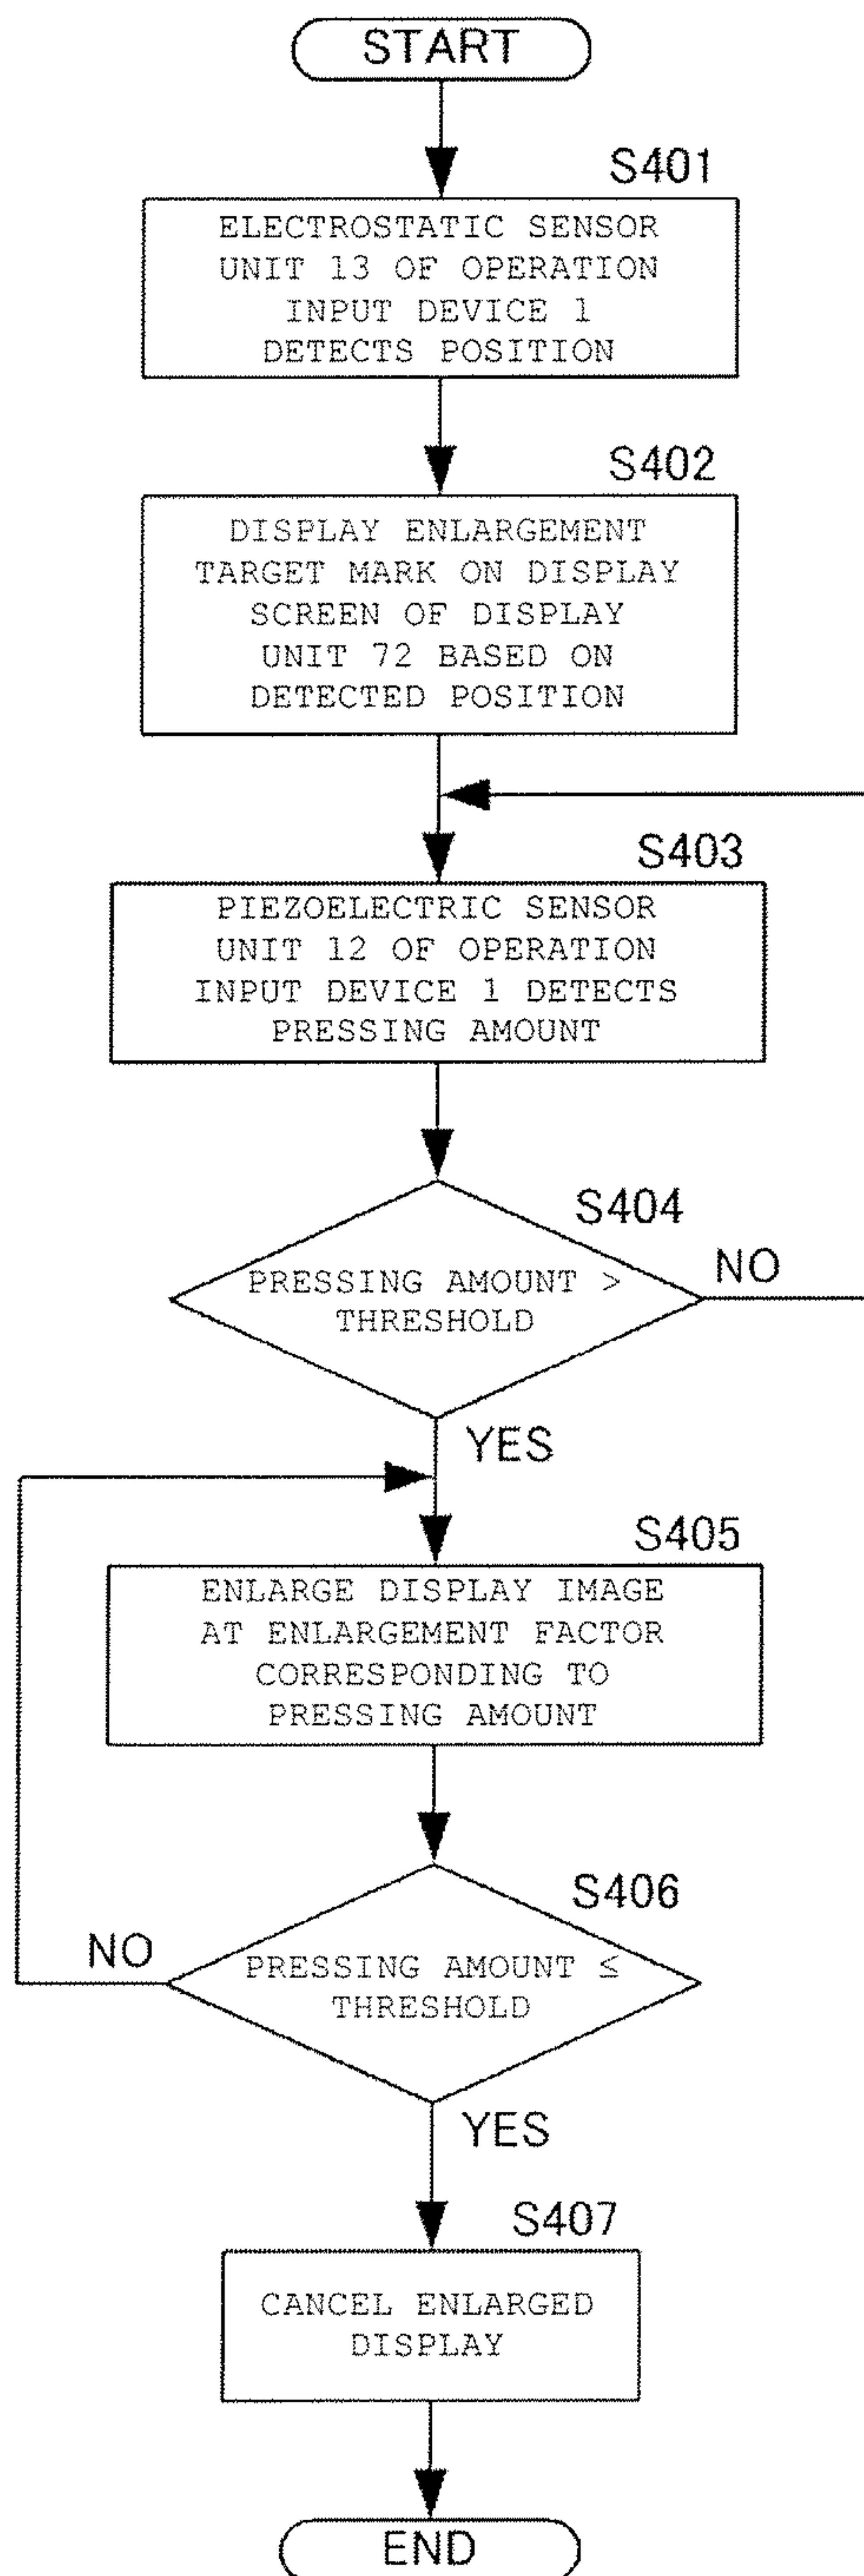 START
S401
ELECTROSTATIC SENSOR
UNIT 13 OF OPERATION
INPUT DEVICE 1
DETECTS POSITION
S402
DISPLAY ENLARGEMENT
TARGET MARK ON DISPLAY
SCREEN OF DISPLAY
UNIT 72 BASED ON
DETECTED POSITION
S403
PIEZOELECTRIC SENSOR
UNIT 12 OF OPERATION
INPUT DEVICE 1 DETECTS
PRESSING AMOUNT
S404
PRESSING AMOUNT >
THRESHOLD
NO
YES
S405
ENLARGE DISPLAY IMAGE
AT ENLARGEMENT FACTOR
CORRESPONDING TO
PRESSING AMOUNT
S406
NO
PRESSING AMOUNT ≤
THRESHOLD
YES
S407
CANCEL ENLARGED
DISPLAY
END